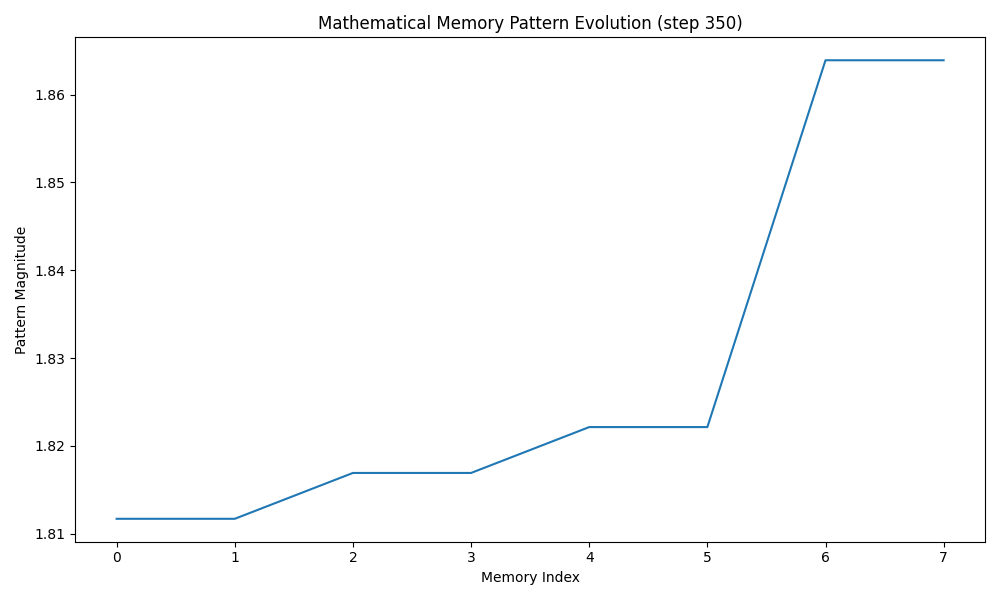 Mathematical Memory Pattern Evolution (step 350)
Pattern Magnitude
1.86
1.85
1.84
1.83
1.82
1.81
0 1 2 3 4 5 6 7
Memory Index